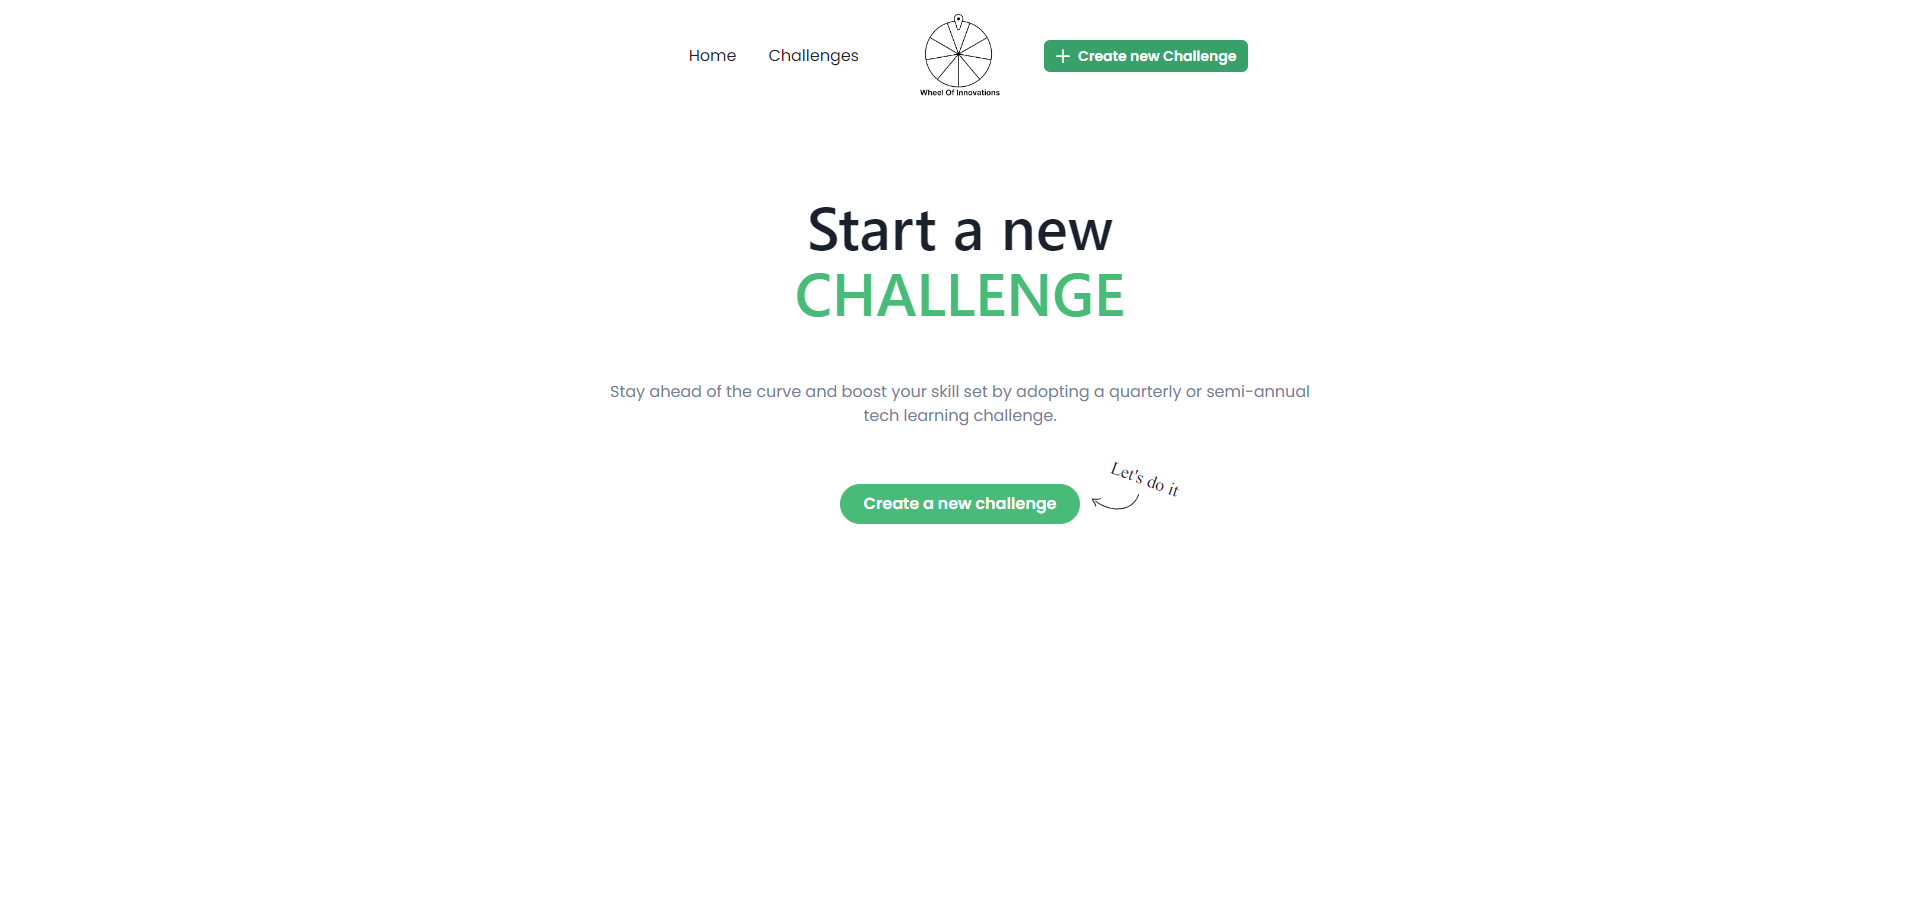 Home
Challenges
Wheel Of Innovations
Create new Challenge
Start a new
CHALLENGE
Stay ahead of the curve and boost your skill set by adopting a quarterly or semi-annual
tech learning challenge.
Let's do it
Create a new challenge